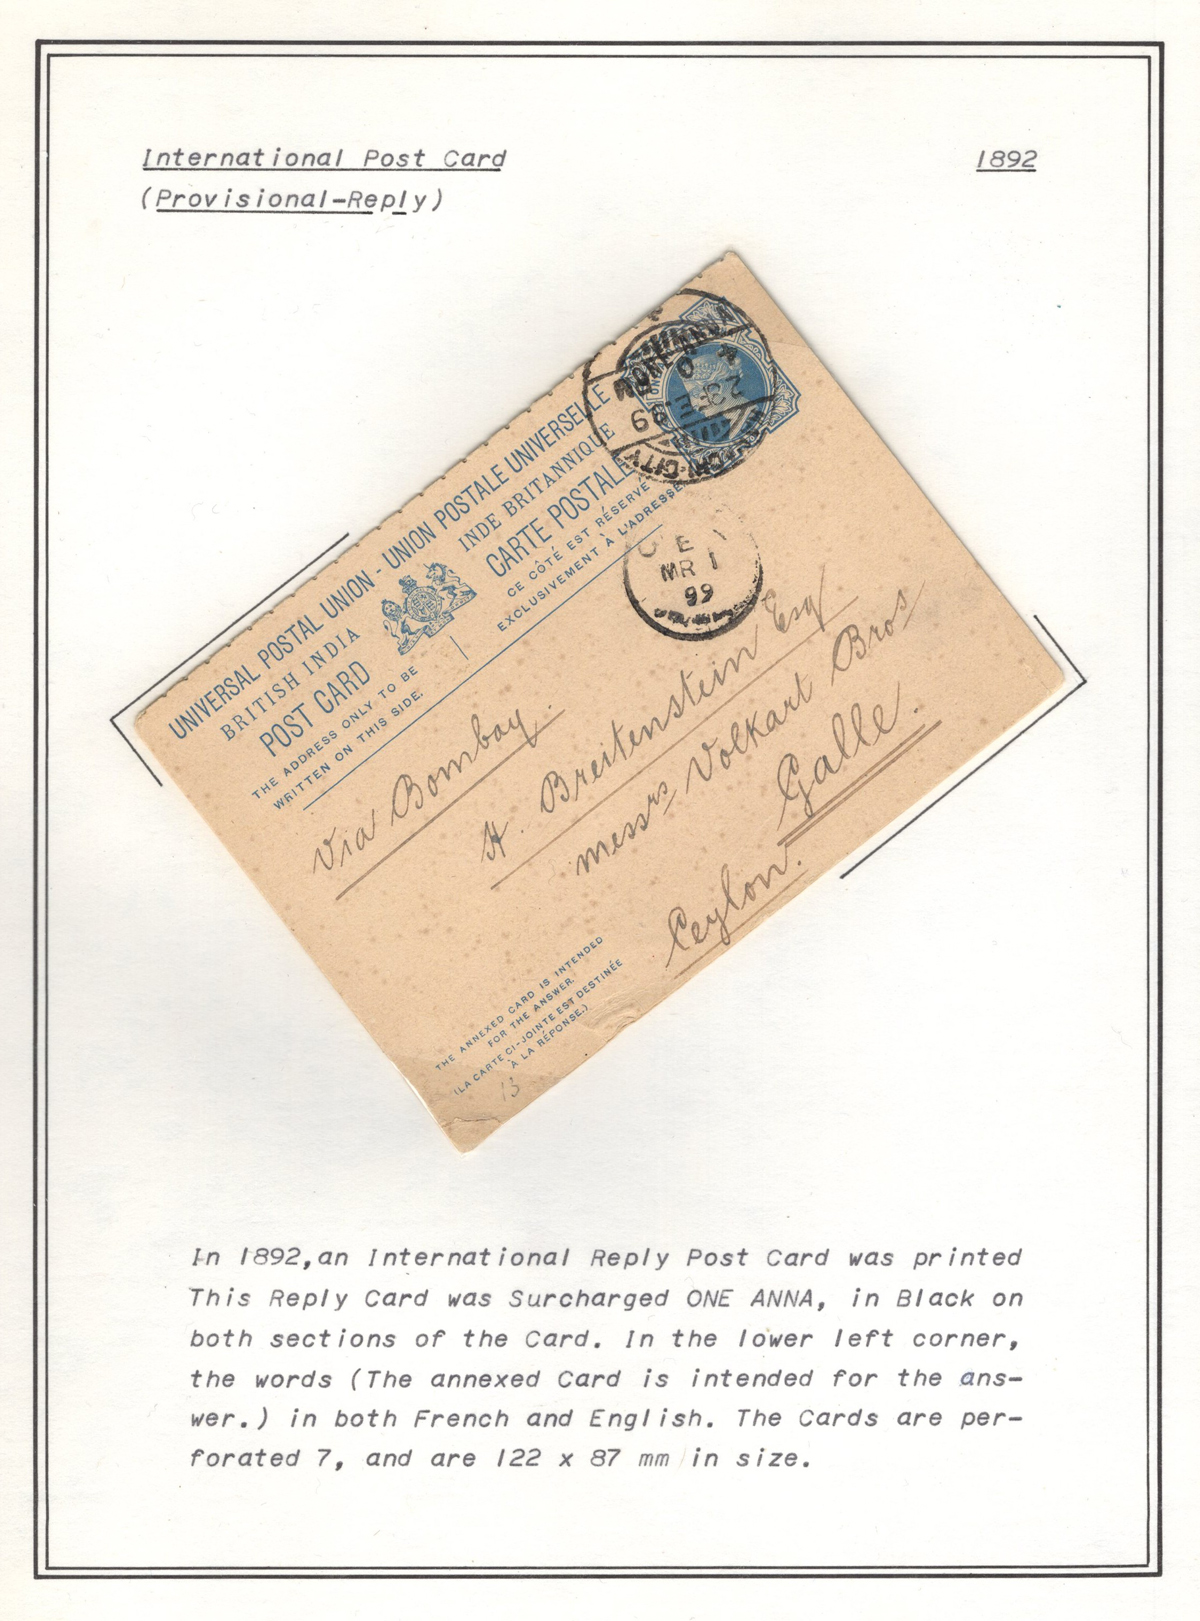 International Post Card
1892
(Provisional-Reply)
UNIVERSAL POSTAL UNION - UNION POSTALE UNIVERSELLE
BRITISH INDIA
INDE BRITANNIQUE
POST CARD
CARTE POSTALE
THE ADDRESS ONLY TO BE
WRITTEN ON THIS SIDE.
CE CÔTÉ EST RÉSERVÉ
EXCLUSIVEMENT À L'ADRESSE
CITY
99
MR 1
99
Via Bombay.
H. Breitenstein Esq
Messrs Volkart Bros
Galle.
Ceylon.
THE ANNEXED CARD IS INTENDED
FOR THE ANSWER.
(LA CARTE CI-JOINTE EST DESTINÉE
À LA RÉPONSE.)
13
In 1892,an International Reply Post Card was printed
This Reply Card was Surcharged ONE ANNA, in Black on
both sections of the Card. In the lower left corner,
the words (The annexed Card is intended for the ans-
wer.) in both French and English. The Cards are per-
forated 7, and are 122 x 87 mm in size.